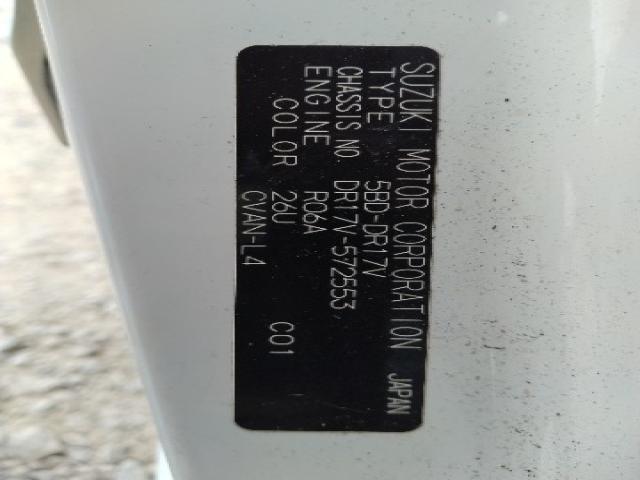 SUZUKI MOTOR CORPORATION JAPAN
TYPE 5BD-DR17V
CHASSIS NO. DR17V-572553
ENGINE R06A
COLOR 26U C01
CVAN-L4